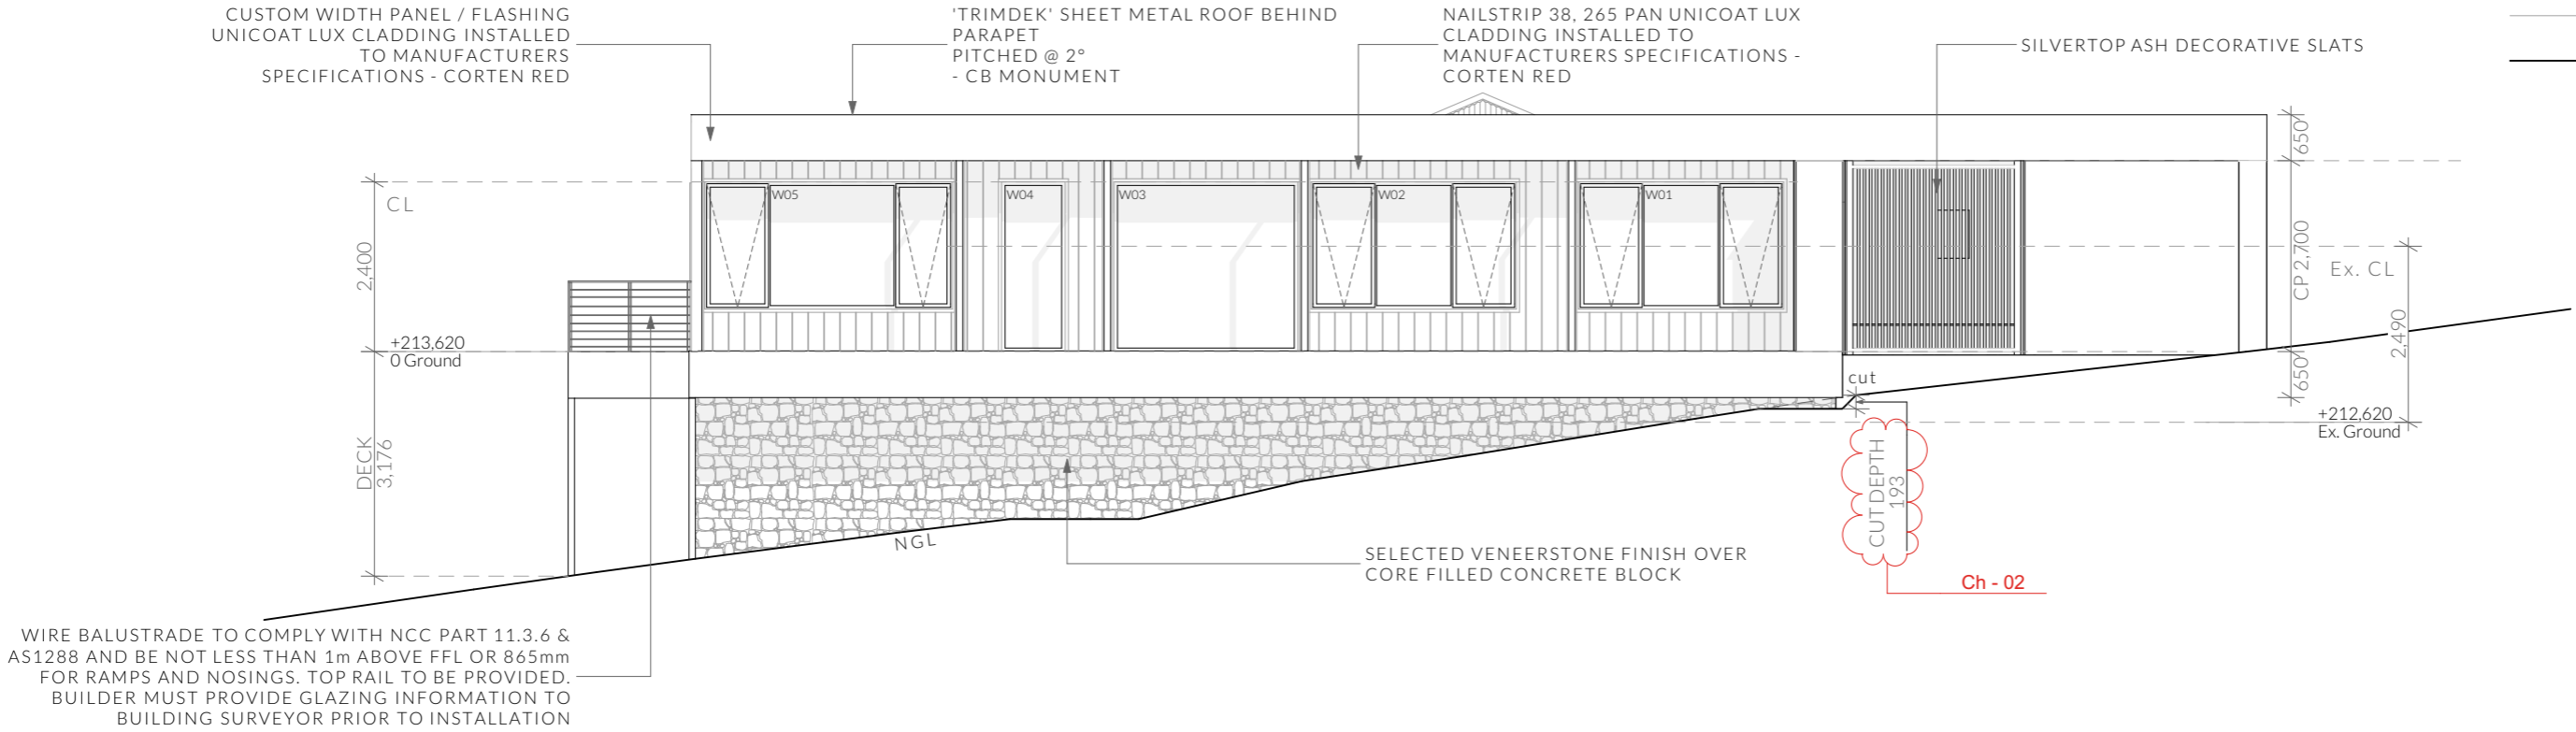 CUSTOM WIDTH PANEL / FLASHING
UNICOAT LUX CLADDING INSTALLED
TO MANUFACTURERS
SPECIFICATIONS - CORTEN RED
'TRIMDEK' SHEET METAL ROOF BEHIND
PARAPET
PITCHED @ 2°
- CB MONUMENT
NAILSTRIP 38, 265 PAN UNICOAT LUX
CLADDING INSTALLED TO
MANUFACTURERS SPECIFICATIONS -
CORTEN RED
SILVERTOP ASH DECORATIVE SLATS
650
CL
W05
W04
W03
W02
W01
2,400
CP 2,700
Ex. CL
2,490
+213,620
0 Ground
650
cut
+212,620
Ex. Ground
DECK
3,176
CUT DEPTH
193
NGL
SELECTED VENEERSTONE FINISH OVER
CORE FILLED CONCRETE BLOCK
Ch - 02
WIRE BALUSTRADE TO COMPLY WITH NCC PART 11.3.6 &
AS1288 AND BE NOT LESS THAN 1m ABOVE FFL OR 865mm
FOR RAMPS AND NOSINGS. TOP RAIL TO BE PROVIDED.
BUILDER MUST PROVIDE GLAZING INFORMATION TO
BUILDING SURVEYOR PRIOR TO INSTALLATION